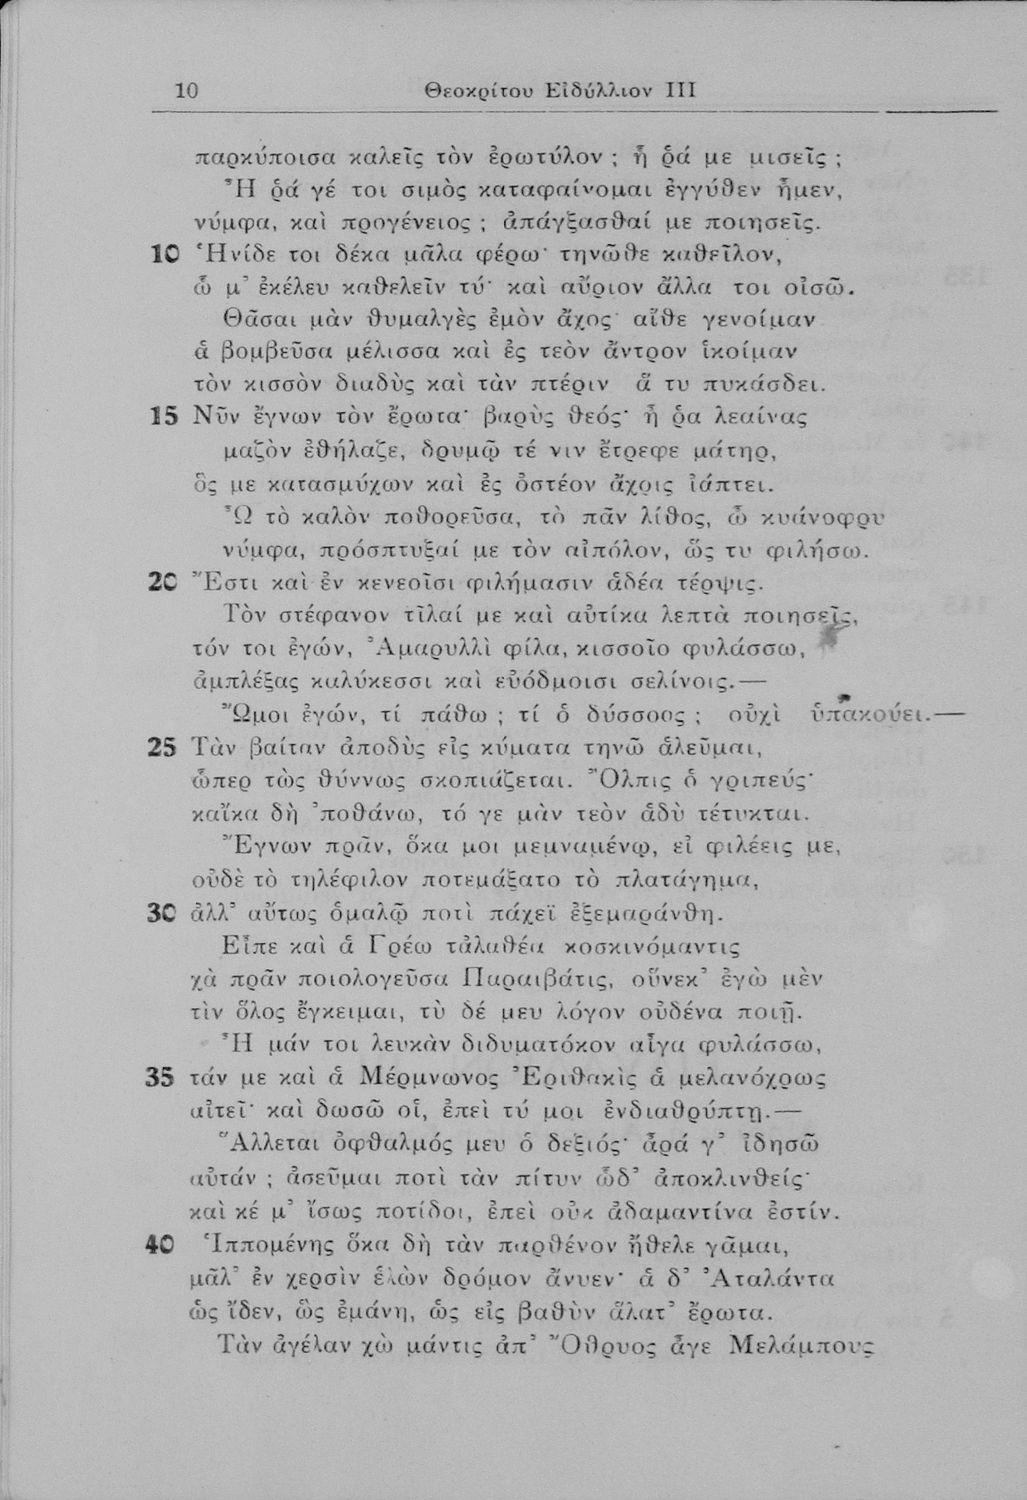 10 Θεοκρίτου Εἰδύλλιον III
παρκύποισα καλεῖς τὸν ἐρωτύλον ; ἦ ῥά με μισεῖς ;
Ἦ ῥά γέ τοι σιμὸς καταφαίνομαι ἐγγύθεν ἦμεν,
νύμφα, καὶ προγένειος ; ἀπάγξασθαί με ποιησεῖς.
10 Ἠνίδε τοι δέκα μᾶλα φέρω· τηνῶθε καθεῖλον,
ὦ μ’ ἐκέλευ καθελεῖν τύ· καὶ αὔριον ἄλλα τοι οἰσῶ.
Θᾶσαι μὰν θυμαλγὲς ἐμὸν ἄχος· αἴθε γενοίμαν
ἁ βομβεῦσα μέλισσα καὶ ἐς τεὸν ἄντρον ἱκοίμαν
τὸν κισσὸν διαδὺς καὶ τὰν πτέριν ᾇ τυ πυκάσδει.
15 Νῦν ἔγνων τὸν ἔρωτα· βαρὺς θεός· ἦ ῥα λεαίνας
μαζὸν ἐθήλαζε, δρυμῷ τέ νιν ἔτρεφε μάτηρ,
ὅς με κατασμύχων καὶ ἐς ὀστέον ἄχρις ἰάπτει.
Ὦ τὸ καλὸν ποθορεῦσα, τὸ πᾶν λίθος, ὦ κυάνοφρυ
νύμφα, πρόσπτυξαί με τὸν αἰπόλον, ὥς τυ φιλήσω.
20 Ἔστι καὶ ἐν κενεοῖσι φιλήμασιν ἁδέα τέρψις.
Τὸν στέφανον τῖλαί με καὶ αὐτίκα λεπτὰ ποιησεῖς,
τόν τοι ἐγών, Ἀμαρυλλὶ φίλα, κισσοῖο φυλάσσω,
ἀμπλέξας καλύκεσσι καὶ εὐόδμοισι σελίνοις.—
Ὤμοι ἐγών, τί πάθω ; τί ὁ δύσσοος ; οὐχὶ ὑπακούει.—
25 Τὰν βαίταν ἀποδὺς εἰς κύματα τηνῶ ἁλεῦμαι,
ὧπερ τὼς θύννως σκοπιάζεται. Ὄλπις ὁ γριπεύς·
καἴκα δὴ ’ποθάνω, τό γε μὰν τεὸν ἁδὺ τέτυκται.
Ἔγνων πρᾶν, ὅκα μοι μεμναμένῳ, εἰ φιλέεις με,
οὐδὲ τὸ τηλέφιλον ποτεμάξατο τὸ πλατάγημα,
30 ἀλλ’ αὔτως ὁμαλῷ ποτὶ πάχεϊ ἐξεμαράνθη.
Εἶπε καὶ ἁ Γρέω τἀλαθέα κοσκινόμαντις
χἁ πρᾶν ποιολογεῦσα Παραιβάτις, οὕνεκ’ ἐγὼ μὲν
τὶν ὅλος ἔγκειμαι, τὺ δέ μευ λόγον οὐδένα ποιῇ.
Ἦ μάν τοι λευκὰν διδυματόκον αἶγα φυλάσσω,
35 τάν με καὶ ἁ Μέρμνωνος Ἐριθακὶς ἁ μελανόχρως
αἰτεῖ· καὶ δωσῶ οἱ, ἐπεὶ τύ μοι ἐνδιαθρύπτῃ.—
Ἅλλεται ὀφθαλμός μευ ὁ δεξιός· ἆρά γ’ ἰδησῶ
αὐτάν ; ἀσεῦμαι ποτὶ τὰν πίτυν ὧδ’ ἀποκλινθείς·
καὶ κέ μ’ ἴσως ποτίδοι, ἐπεὶ οὐκ ἀδαμαντίνα ἐστίν.
40 Ἱππομένης ὅκα δὴ τὰν παρθένον ἤθελε γᾶμαι,
μᾶλ’ ἐν χερσὶν ἑλὼν δρόμον ἄνυεν· ἁ δ’ Ἀταλάντα
ὡς ἴδεν, ὣς ἐμάνη, ὡς εἰς βαθὺν ἅλατ’ ἔρωτα.
Τὰν ἀγέλαν χὼ μάντις ἀπ’ Ὄθρυος ἆγε Μελάμπους